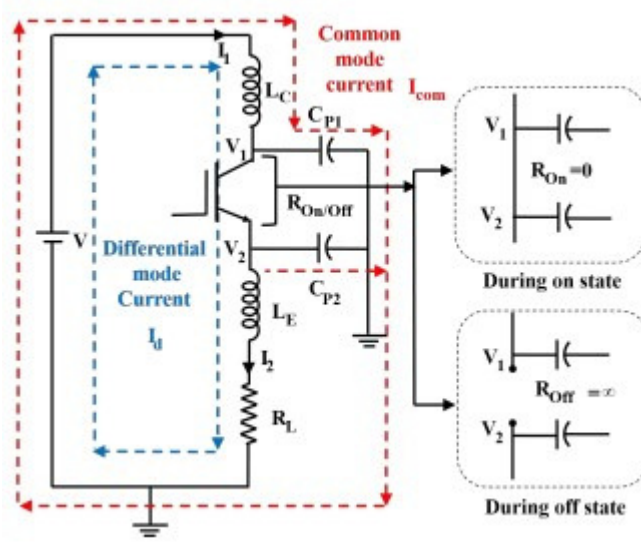 Common
mode
current I_com
I_1
L_C
C_P1
V_1
R_On/Off
V
Differential
mode
Current
I_d
V_2
C_P2
L_E
I_2
R_L
V_1
R_On =0
V_2
During on state
V_1
R_Off = ∞
V_2
During off state